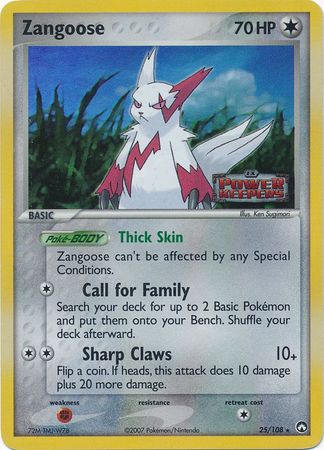 Zangoose 70 HP
EX
POWER
KEEPERS
BASIC Illus. Ken Sugimori
Poké-BODY Thick Skin
Zangoose can't be affected by any Special
Conditions.
Call for Family
Search your deck for up to 2 Basic Pokémon
and put them onto your Bench. Shuffle your
deck afterward.
Sharp Claws 10+
Flip a coin. If heads, this attack does 10 damage
plus 20 more damage.
weakness resistance retreat cost
72M-TMJ-W78 ©2007 Pokémon/Nintendo 25/108 ★